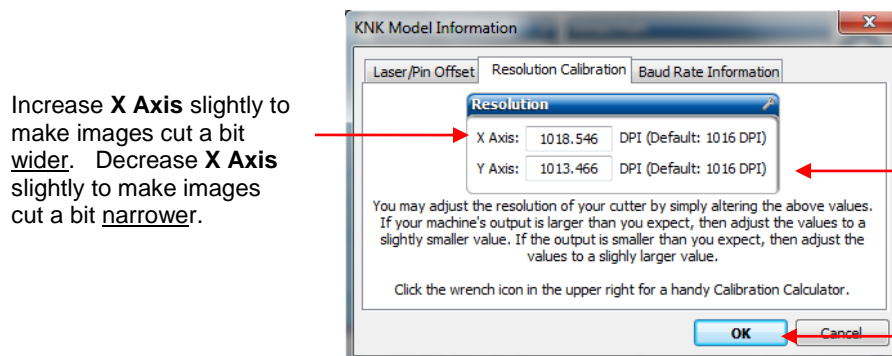 KNK Model Information
X
Laser/Pin Offset Resolution Calibration Baud Rate Information
Increase X Axis slightly to
make images cut a bit
wider. Decrease X Axis
slightly to make images
cut a bit narrower.
Resolution
X Axis: 1018.546 DPI (Default: 1016 DPI)
Y Axis: 1013.466 DPI (Default: 1016 DPI)
You may adjust the resolution of your cutter by simply altering the above values.
If your machine's output is larger than you expect, then adjust the values to a
slightly smaller value. If the output is smaller than you expect, then adjust the
values to a slighly larger value.
Click the wrench icon in the upper right for a handy Calibration Calculator.
OK Cancel